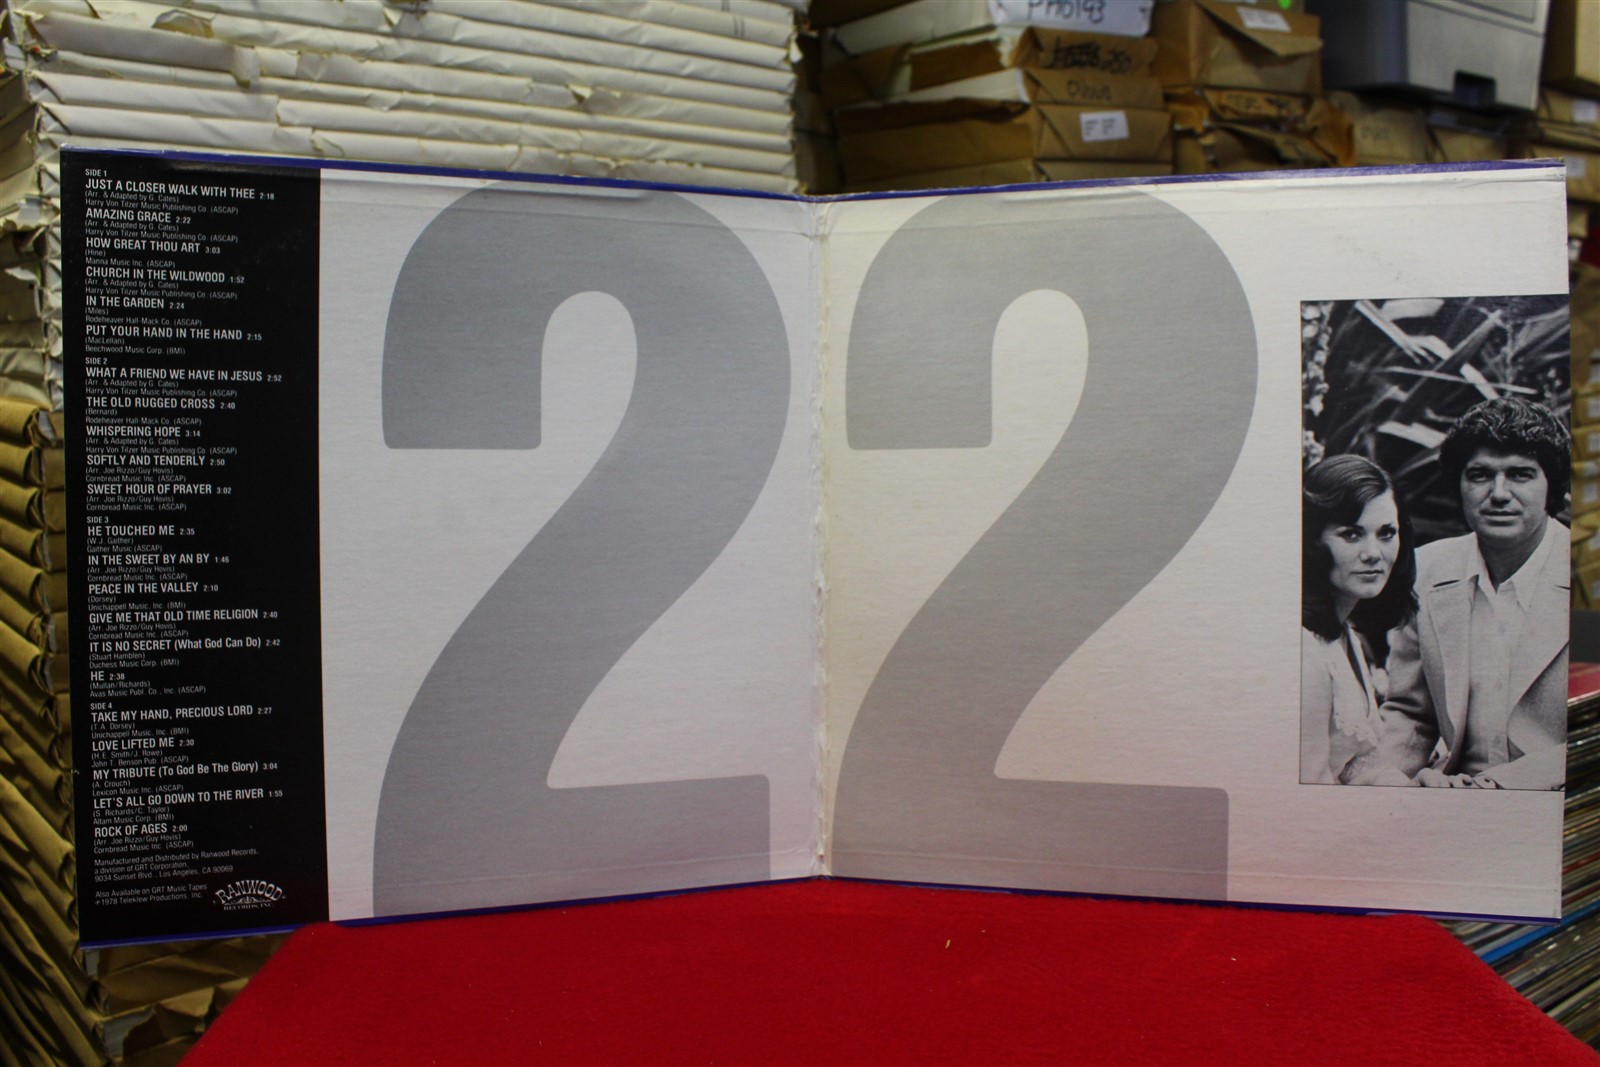 SIDE 1
JUST A CLOSER WALK WITH THEE 2:18
(Arr. & Adapted by G. Cates)
Harry Von Tilzer Music Publishing Co. (ASCAP)
AMAZING GRACE 2:22
(Arr. & Adapted by G. Cates)
Harry Von Tilzer Music Publishing Co. (ASCAP)
HOW GREAT THOU ART 3:03
(Hine)
Manna Music Inc. (ASCAP)
CHURCH IN THE WILDWOOD 1:52
(Arr. & Adapted by G. Cates)
Harry Von Tilzer Music Publishing Co. (ASCAP)
IN THE GARDEN 2:24
(Miles)
Rodeheaver Hall-Mack Co. (ASCAP)
PUT YOUR HAND IN THE HAND 2:15
(MacLellan)
Beechwood Music Corp. (BMI)
SIDE 2
WHAT A FRIEND WE HAVE IN JESUS 2:52
(Arr. & Adapted by G. Cates)
Harry Von Tilzer Music Publishing Co. (ASCAP)
THE OLD RUGGED CROSS 2:40
(Bernard)
Rodeheaver Hall-Mack Co. (ASCAP)
WHISPERING HOPE 3:14
(Arr. & Adapted by G. Cates)
Harry Von Tilzer Music Publishing Co. (ASCAP)
SOFTLY AND TENDERLY 2:50
(Arr. Joe Rizzo/Guy Hovis)
Cornbread Music Inc. (ASCAP)
SWEET HOUR OF PRAYER 3:02
(Arr. Joe Rizzo/Guy Hovis)
Cornbread Music Inc. (ASCAP)
SIDE 3
HE TOUCHED ME 2:35
(W.J. Gaither)
Gaither Music (ASCAP)
IN THE SWEET BY AN BY 1:46
(Arr. Joe Rizzo/Guy Hovis)
Cornbread Music Inc. (ASCAP)
PEACE IN THE VALLEY 2:10
(Dorsey)
Unichappell Music, Inc. (BMI)
GIVE ME THAT OLD TIME RELIGION 2:40
(Arr. Joe Rizzo/Guy Hovis)
Cornbread Music Inc. (ASCAP)
IT IS NO SECRET (What God Can Do) 2:42
(Stuart Hamblen)
Duchess Music Corp. (BMI)
HE 2:38
(Mullan/Richards)
Avas Music Publ. Co., Inc. (ASCAP)
SIDE 4
TAKE MY HAND, PRECIOUS LORD 2:27
(T.A. Dorsey)
Unichappell Music, Inc. (BMI)
LOVE LIFTED ME 2:30
(H.E. Smith/J. Rowe)
John T. Benson Pub. (ASCAP)
MY TRIBUTE (To God Be The Glory) 3:04
(A. Crouch)
Lexicon Music Inc. (ASCAP)
LET'S ALL GO DOWN TO THE RIVER 1:55
(S. Richards/C. Taylor)
Altam Music Corp. (BMI)
ROCK OF AGES 2:00
(Arr. Joe Rizzo/Guy Hovis)
Cornbread Music Inc. (ASCAP)
Manufactured and Distributed by Ranwood Records,
a division of GRT Corporation,
9034 Sunset Blvd., Los Angeles, CA 90069
Also Available on GRT Music Tapes
℗1978 Teleklew Productions, Inc.
RANWOOD
RECORDS, INC.
22